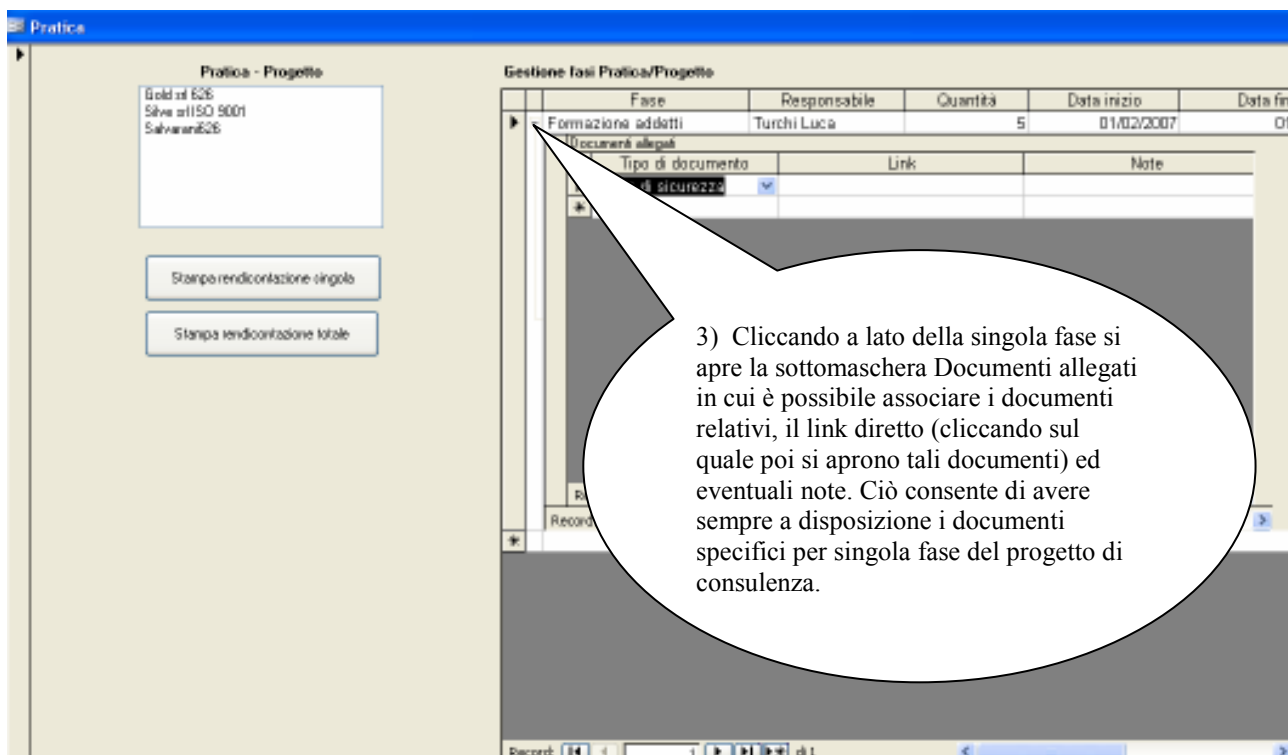 Pratica
Pratica - Progetto
Gold srl 626
Silve srl ISO 9001
Salvarani626
Stampa rendicontazione singola
Stampa rendicontazione totale
Gestione fasi Pratica/Progetto
Fase Responsabile Quantità Data inizio Data fin
Formazione addetti Turchi Luca 5 01/02/2007 01
Documenti allegati
Tipo di documento Link Note
di sicurezza
3) Cliccando a lato della singola fase si
apre la sottomaschera Documenti allegati
in cui è possibile associare i documenti
relativi, il link diretto (cliccando sul
quale poi si aprono tali documenti) ed
eventuali note. Ciò consente di avere
sempre a disposizione i documenti
specifici per singola fase del progetto di
consulenza.
Record
Record: 1 di 1